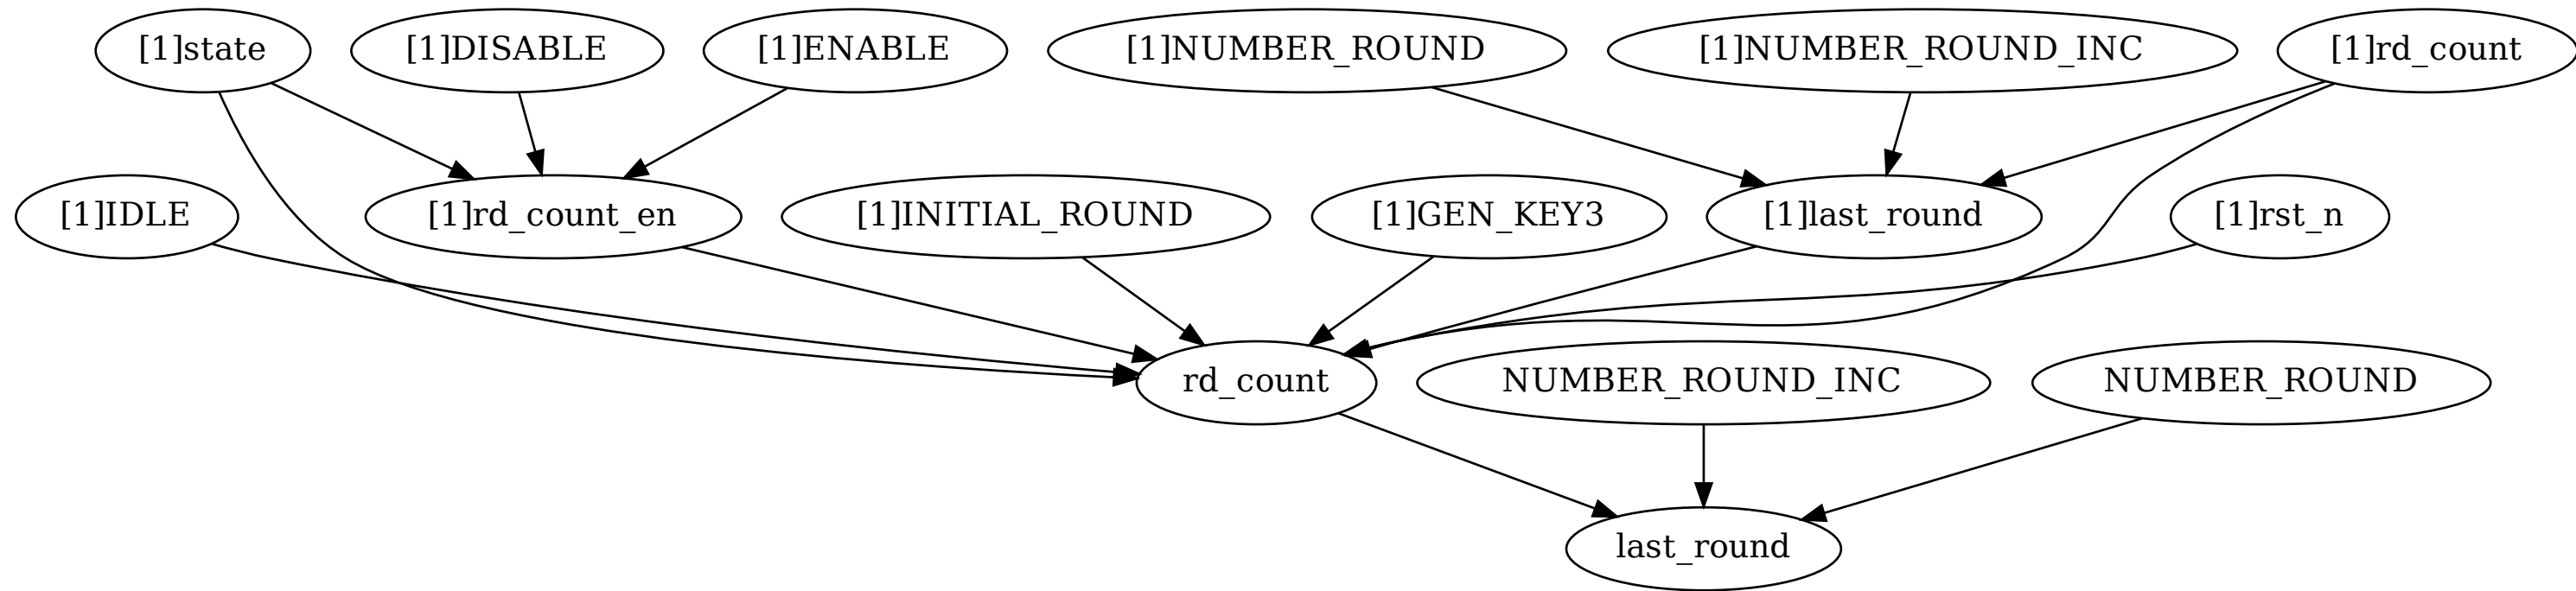 [1]state
[1]DISABLE
[1]ENABLE
[1]NUMBER_ROUND
[1]NUMBER_ROUND_INC
[1]rd_count
[1]IDLE
[1]rd_count_en
[1]INITIAL_ROUND
[1]GEN_KEY3
[1]last_round
[1]rst_n
rd_count
NUMBER_ROUND_INC
NUMBER_ROUND
last_round